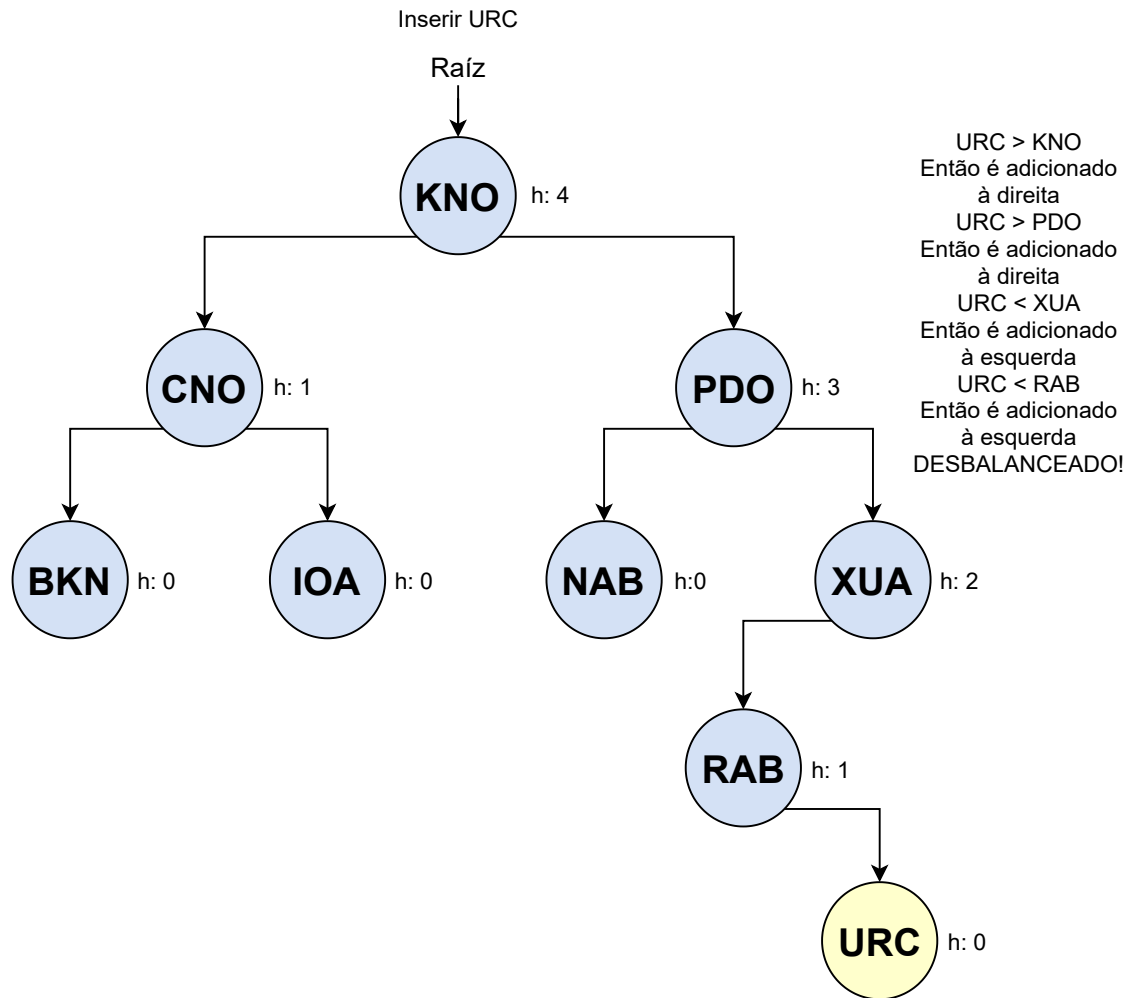 Inserir URC
Raíz
KNO
h: 4
CNO
h: 1
PDO
h: 3
BKN
h: 0
IOA
h: 0
NAB
h:0
XUA
h: 2
RAB
h: 1
URC
h: 0
URC > KNO
Então é adicionado
à direita
URC > PDO
Então é adicionado
à direita
URC < XUA
Então é adicionado
à esquerda
URC < RAB
Então é adicionado
à esquerda
DESBALANCEADO!